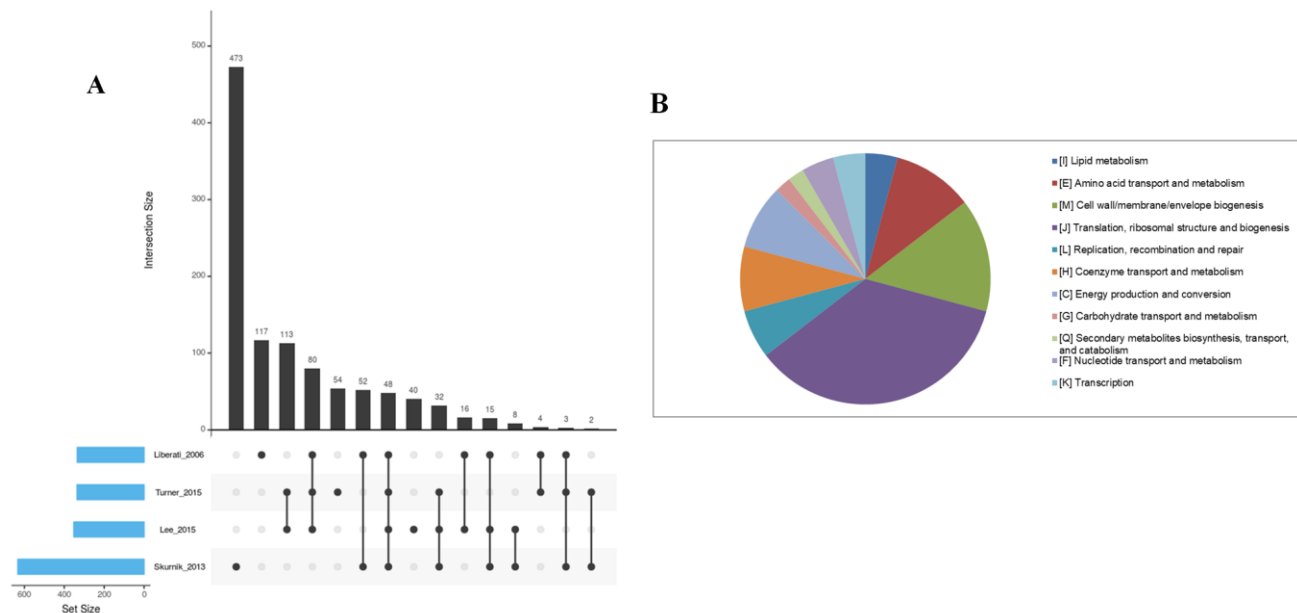 A
500
400
300
200
100
0
Intersection Size
473
117
113
80
54
52
48
40
32
16
15
8
4
3
2
Liberati_2006
Turner_2015
Lee_2015
Skurnik_2013
600 400 200 0
Set Size
B
[I] Lipid metabolism
[E] Amino acid transport and metabolism
[M] Cell wall/membrane/envelope biogenesis
[J] Translation, ribosomal structure and biogenesis
[L] Replication, recombination and repair
[H] Coenzyme transport and metabolism
[C] Energy production and conversion
[G] Carbohydrate transport and metabolism
[Q] Secondary metabolites biosynthesis, transport,
and catabolism
[F] Nucleotide transport and metabolism
[K] Transcription